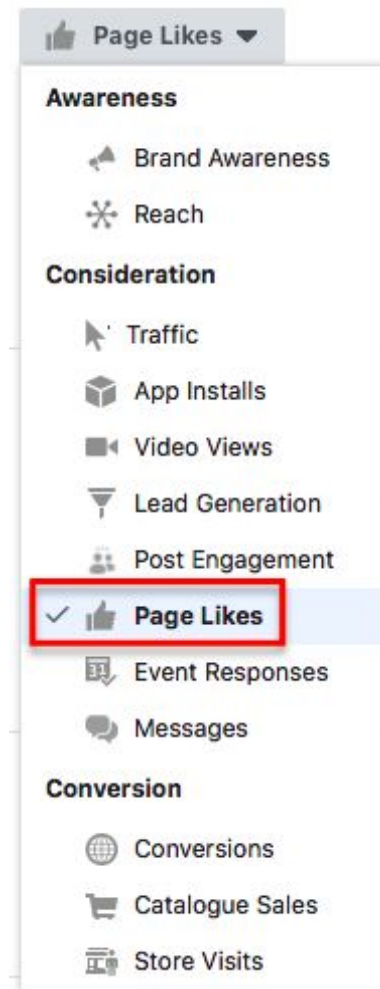 Page Likes
Awareness
Brand Awareness
Reach
Consideration
Traffic
App Installs
Video Views
Lead Generation
Post Engagement
Page Likes
31
Event Responses
Messages
Conversion
Conversions
Catalogue Sales
Store Visits